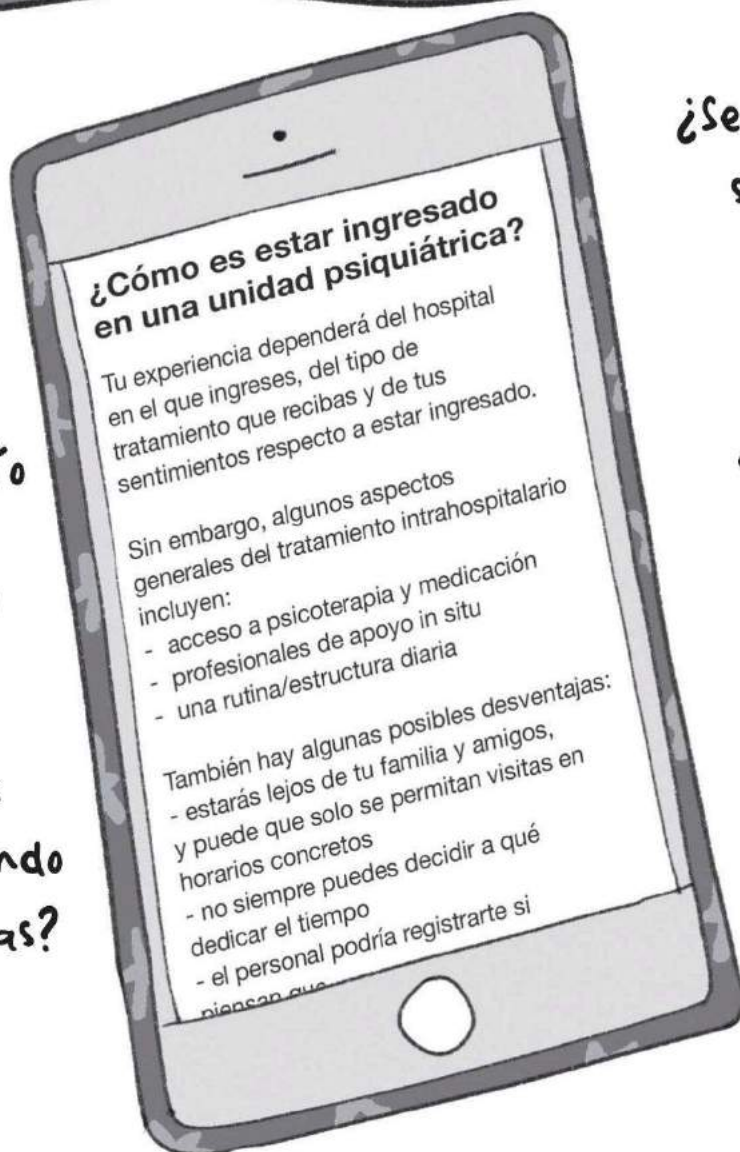 ¿Cómo es estar ingresado
en una unidad psiquiátrica?
Tu experiencia dependerá del hospital
en el que ingreses, del tipo de
tratamiento que recibas y de tus
sentimientos respecto a estar ingresado.
Sin embargo, algunos aspectos
generales del tratamiento intrahospitalario
incluyen:
- acceso a psicoterapia y medicación
- profesionales de apoyo in situ
- una rutina/estructura diaria
También hay algunas posibles desventajas:
- estarás lejos de tu familia y amigos,
y puede que solo se permitan visitas en
horarios concretos
- no siempre puedes decidir a qué
dedicar el tiempo
- el personal podría registrarte si
piensan que